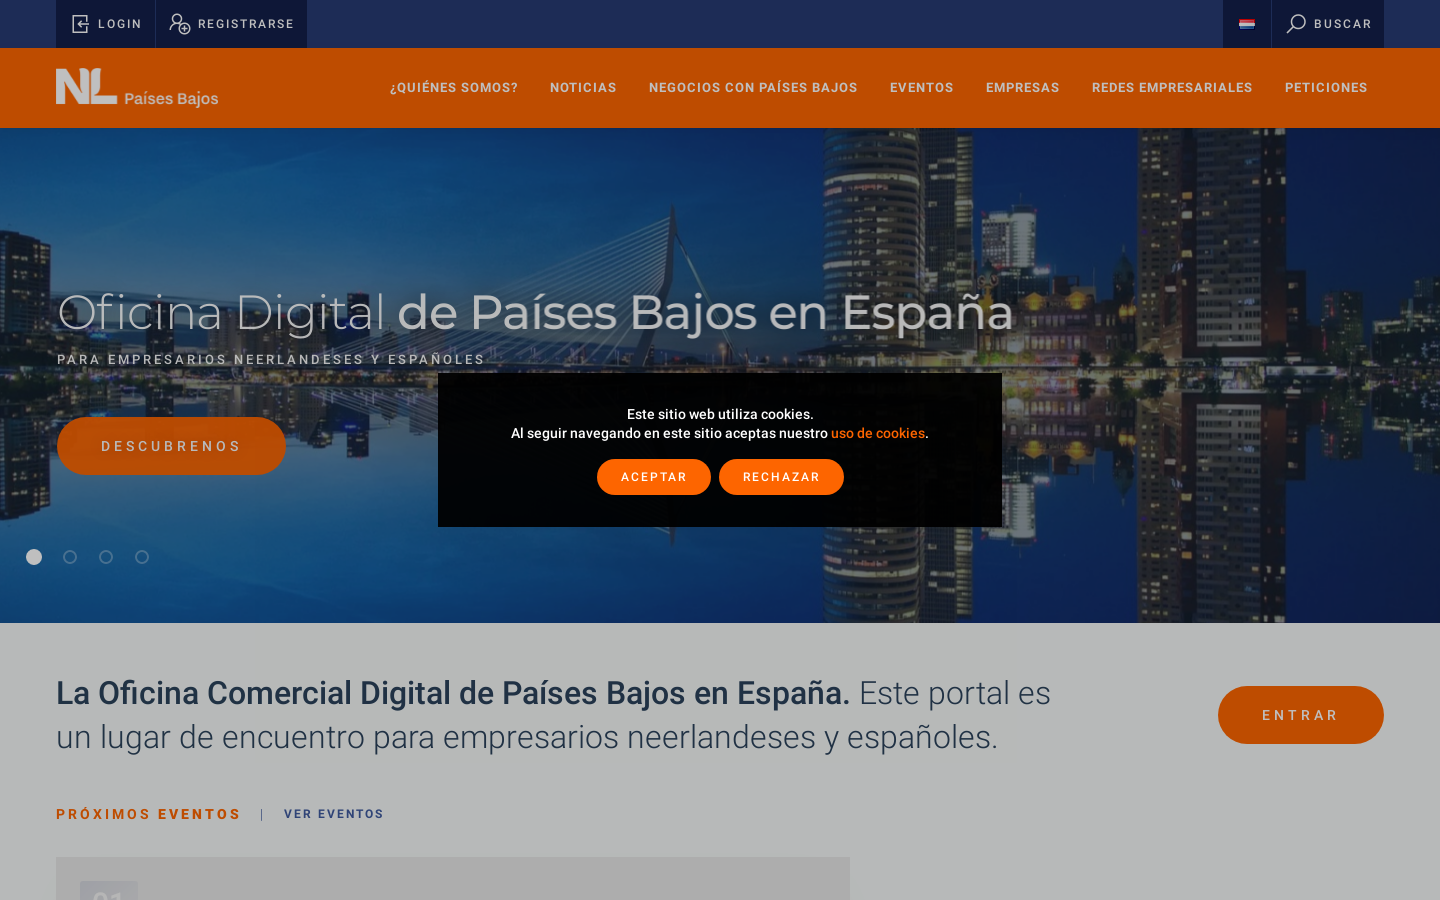 LOGIN
REGISTRARSE
BUSCAR
NL Países Bajos
¿QUIÉNES SOMOS?
NOTICIAS
NEGOCIOS CON PAÍSES BAJOS
EVENTOS
EMPRESAS
REDES EMPRESARIALES
PETICIONES
Oficina Digital de Países Bajos en España
PARA EMPRESARIOS NEERLANDESES Y ESPAÑOLES
DESCUBRENOS
Este sitio web utiliza cookies.
Al seguir navegando en este sitio aceptas nuestro uso de cookies.
ACEPTAR
RECHAZAR
La Oficina Comercial Digital de Países Bajos en España. Este portal es
un lugar de encuentro para empresarios neerlandeses y españoles.
ENTRAR
PRÓXIMOS EVENTOS
VER EVENTOS